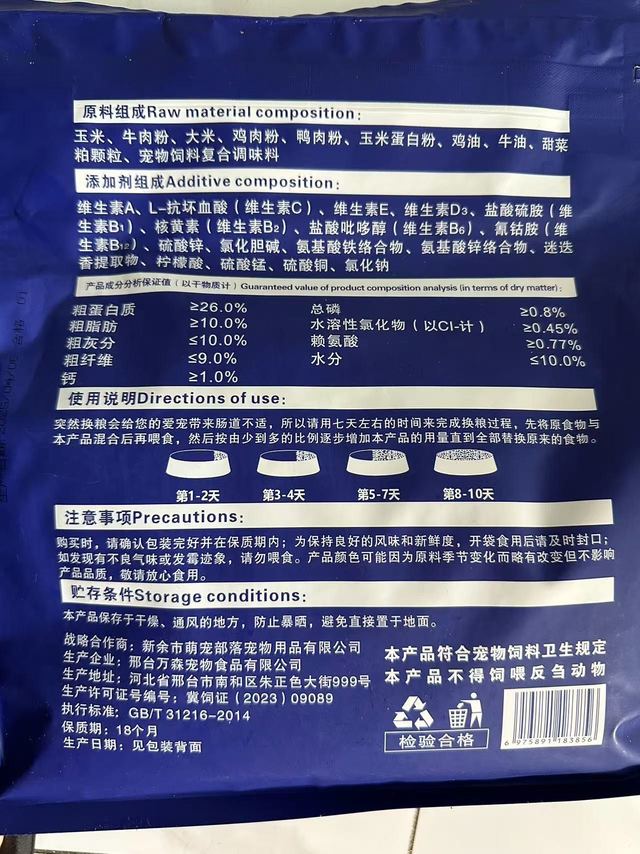 原料组成Raw material composition:
玉米、牛肉粉、大米、鸡肉粉、鸭肉粉、玉米蛋白粉、鸡油、牛油、甜菜
粕颗粒、宠物饲料复合调味料
添加剂组成Additive composition:
维生素A、L-抗坏血酸（维生素C）、维生素E、维生素D3、盐酸硫胺（维
生素B1）、核黄素（维生素B2）、盐酸吡哆醇（维生素B6）、氰钴胺（维
生素B12）、硫酸锌、氯化胆碱、氨基酸铁络合物、氨基酸锌络合物、迷迭
香提取物、柠檬酸、硫酸锰、硫酸铜、氯化钠
产品成分分析保证值（以干物质计）Guaranteed value of product composition analysis (in terms of dry matter):
粗蛋白质 ≥26.0% 总磷 ≥0.8%
粗脂肪 ≥10.0% 水溶性氯化物（以Cl-计） ≥0.45%
粗灰分 ≤10.0% 赖氨酸 ≥0.77%
粗纤维 ≤9.0% 水分 ≤10.0%
钙 ≥1.0%
使用说明Directions of use:
突然换粮会给您的爱宠带来肠道不适，所以请用七天左右的时间来完成换粮过程，先将原食物与
本产品混合后再喂食，然后按由少到多的比例逐步增加本产品的用量直到全部替换原来的食物。
第1-2天 第3-4天 第5-7天 第8-10天
注意事项Precautions:
购买时，请确认包装完好并在保质期内；为保持良好的风味和新鲜度，开袋食用后请及时封口；
如发现有不良气味或发霉迹象，请勿喂食。产品颜色可能因为原料季节变化而略有改变但不影响
产品品质，敬请放心食用。
贮存条件Storage conditions:
本产品保存于干燥、通风的地方，防止暴晒，避免直接置于地面。
战略合作商：新余市萌宠部落宠物用品有限公司
生产企业：邢台万森宠物食品有限公司
生产地址：河北省邢台市南和区朱正色大街999号
生产许可证号编号：冀饲证（2023）09089
执行标准：GB/T 31216-2014
保质期：18个月
生产日期：见包装背面
本产品符合宠物饲料卫生规定
本产品不得饲喂反刍动物
检验合格
6 975891 183856